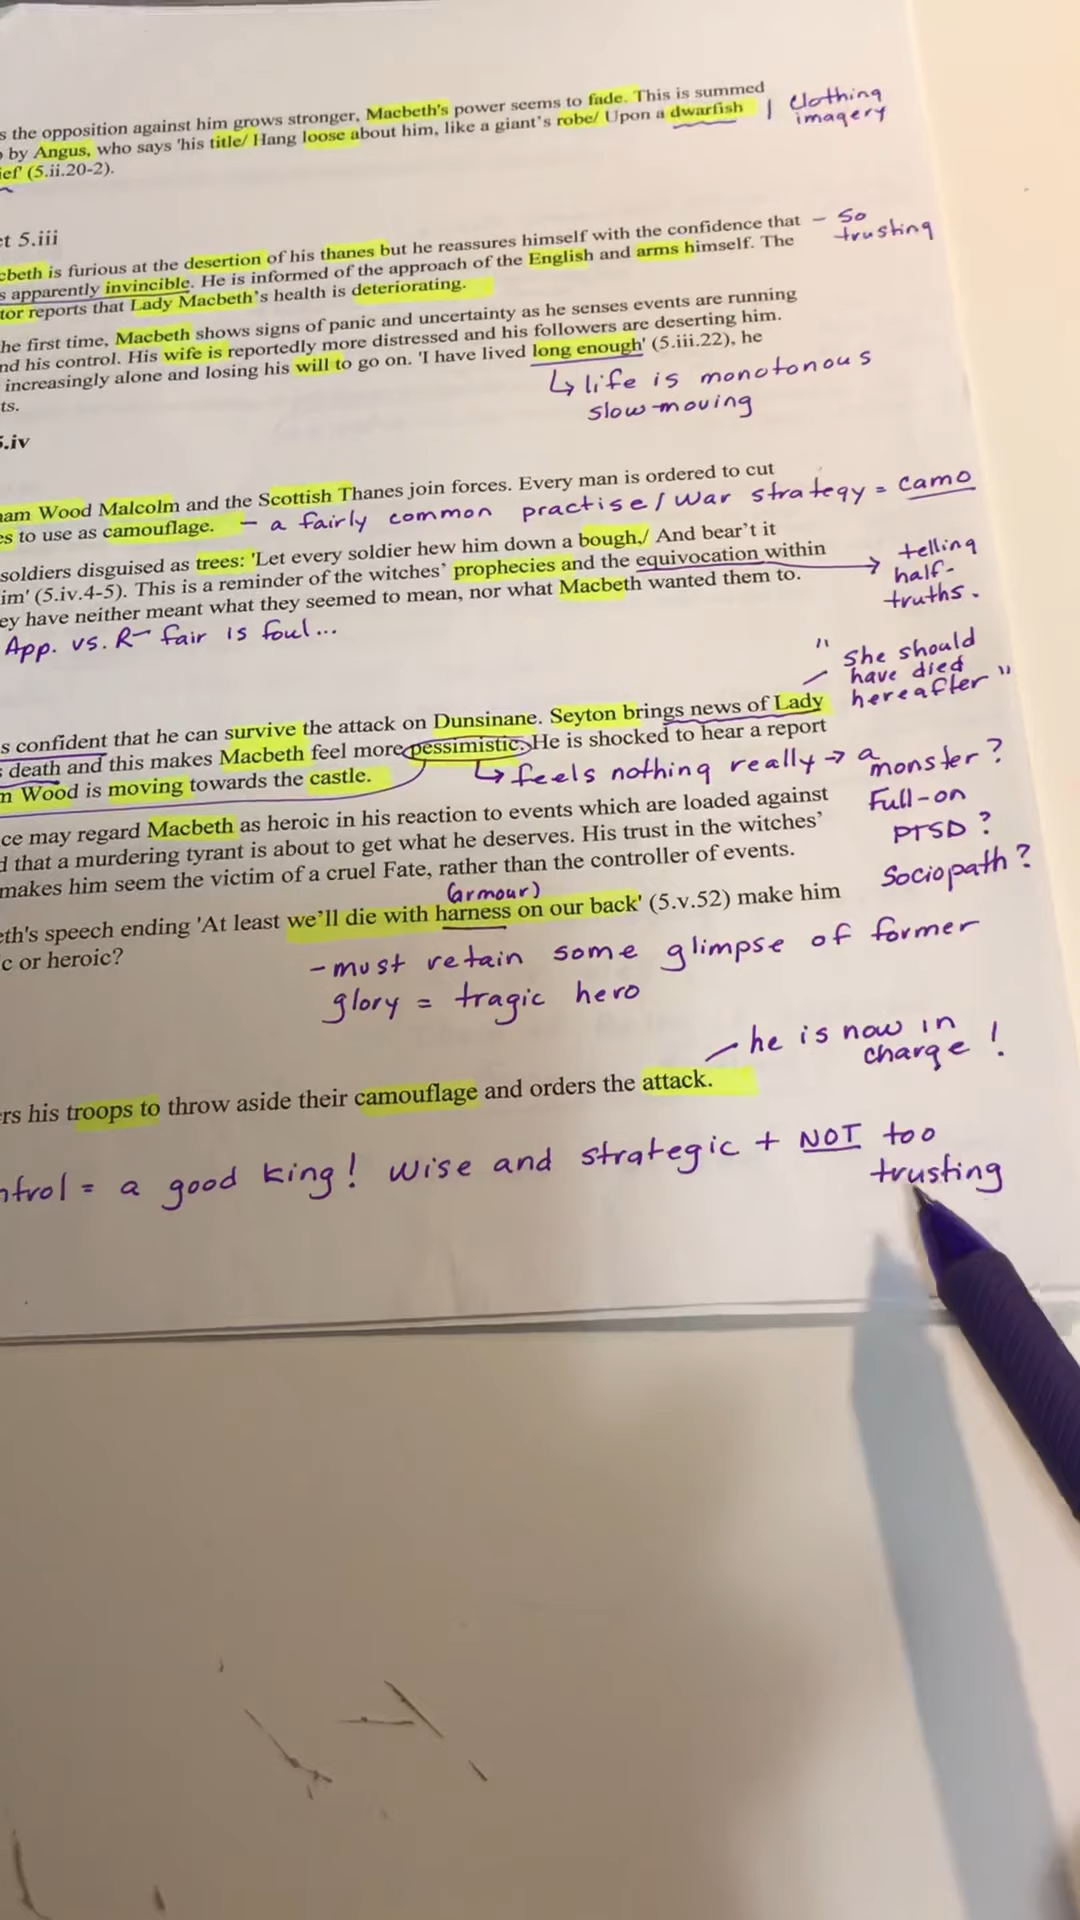 s the opposition against him grows stronger, Macbeth's power seems to fade. This is summed
by Angus, who says 'his title/ Hang loose about him, like a giant's robe/ Upon a dwarfish
ief' (5.ii.20-2).
clothing
imagery
ct 5.iii
cbeth is furious at the desertion of his thanes but he reassures himself with the confidence that
s apparently invincible. He is informed of the approach of the English and arms himself. The
tor reports that Lady Macbeth's health is deteriorating.
- So
trusting
he first time, Macbeth shows signs of panic and uncertainty as he senses events are running
nd his control. His wife is reportedly more distressed and his followers are deserting him.
increasingly alone and losing his will to go on. 'I have lived long enough' (5.iii.22), he
ts.
↳ life is monotonous
slow-moving
5.iv
nam Wood Malcolm and the Scottish Thanes join forces. Every man is ordered to cut
es to use as camouflage.
- a fairly common practise / war strategy = camo
soldiers disguised as trees: 'Let every soldier hew him down a bough,/ And bear't it
im' (5.iv.4-5). This is a reminder of the witches' prophecies and the equivocation within
ey have neither meant what they seemed to mean, nor what Macbeth wanted them to.
→ telling
half-
truths.
App. vs. R- fair is foul...
"she should
have died
hereafter"
s confident that he can survive the attack on Dunsinane. Seyton brings news of Lady
death and this makes Macbeth feel more pessimistic. He is shocked to hear a report
m Wood is moving towards the castle.
↳ feels nothing really → a
monster?
Full-on
PTSD?
Sociopath?
ce may regard Macbeth as heroic in his reaction to events which are loaded against
d that a murdering tyrant is about to get what he deserves. His trust in the witches'
makes him seem the victim of a cruel Fate, rather than the controller of events.
(armour)
eth's speech ending 'At least we'll die with harness on our back' (5.v.52) make him
c or heroic?
- must retain some glimpse of former
glory = tragic hero
- he is now in
charge!
ers his troops to throw aside their camouflage and orders the attack.
ntrol = a good king! wise and strategic + NOT too
trusting